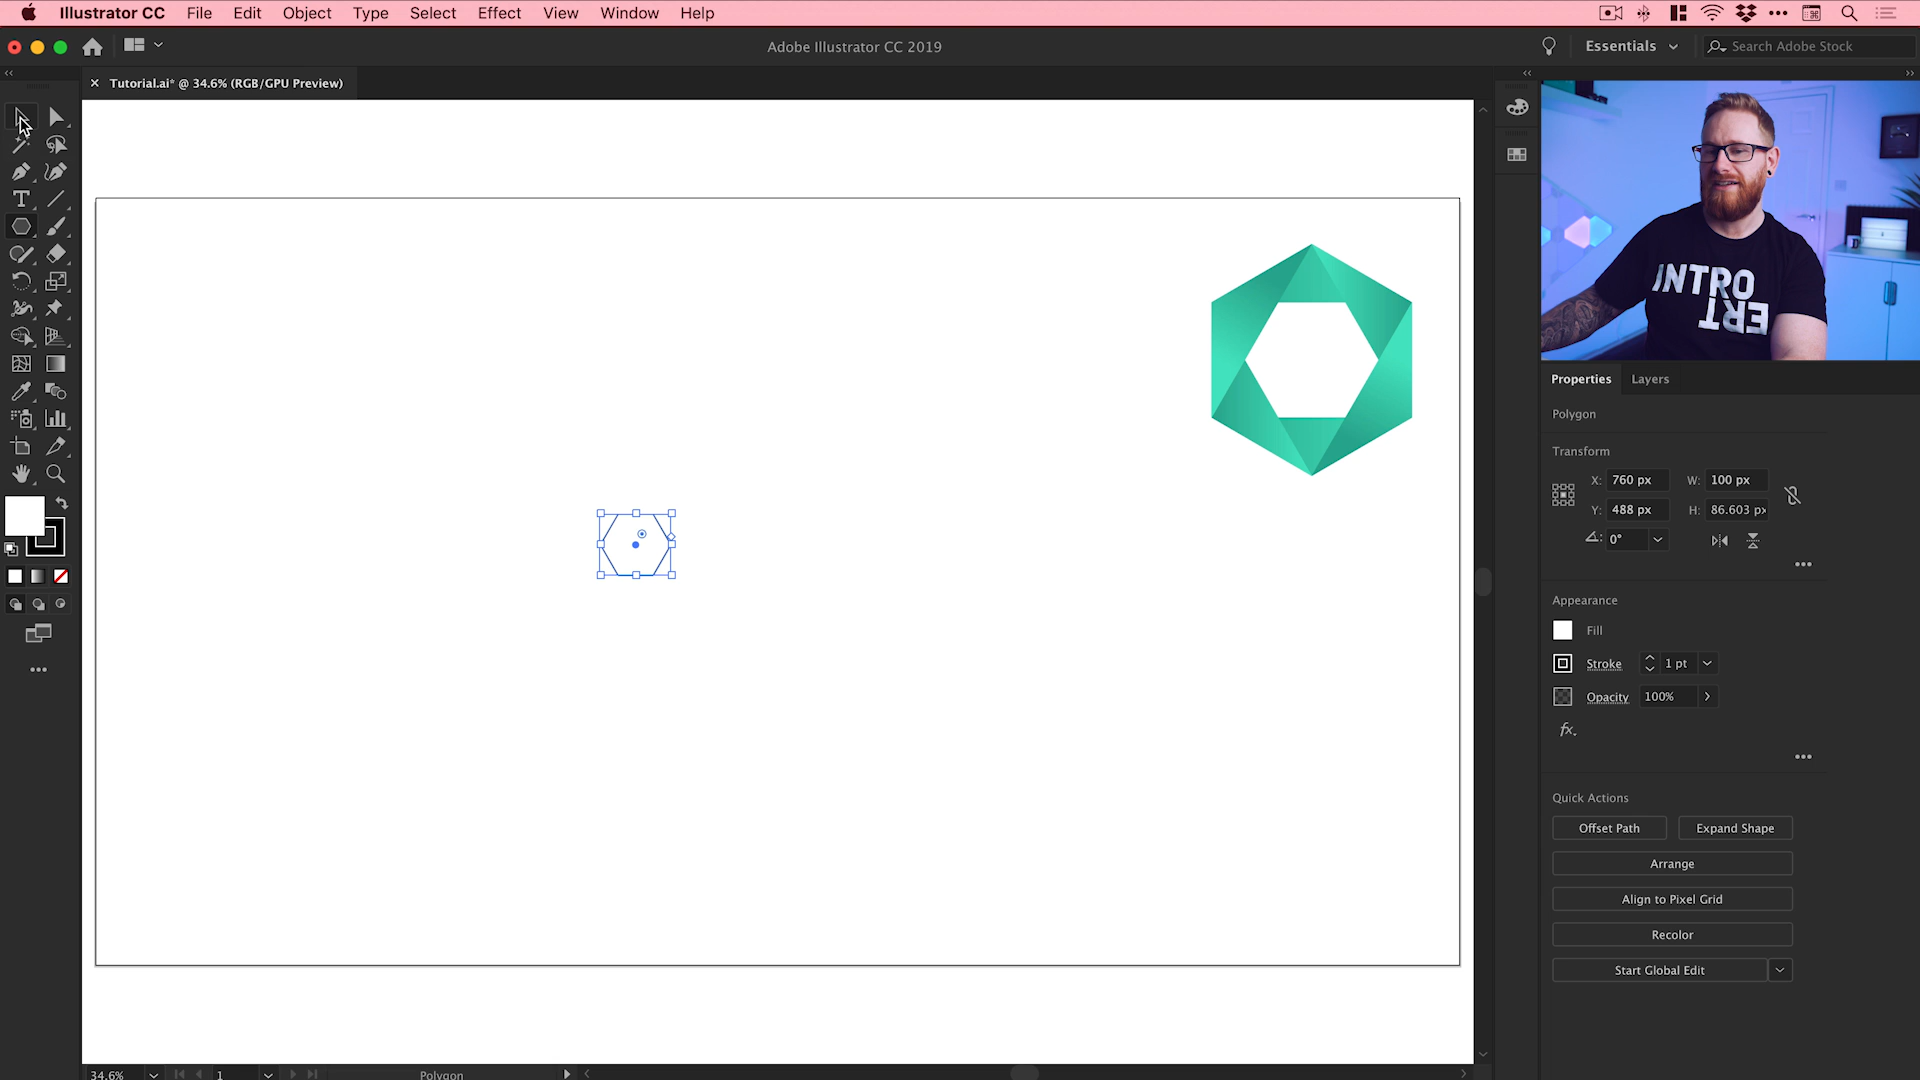 Illustrator CC File Edit Object Type Select Effect View Window Help
Adobe Illustrator CC 2019
Essentials
Search Adobe Stock
Tutorial.ai* @ 34.6% (RGB/GPU Preview)
INTRO
ERT
Properties Layers
Polygon
Transform
X: 760 px W: 100 px
Y: 488 px H: 86.603 px
0°
Appearance
Fill
Stroke 1 pt
Opacity 100%
fx.
Quick Actions
Offset Path Expand Shape
Arrange
Align to Pixel Grid
Recolor
Start Global Edit
34.6% 1 Polygon